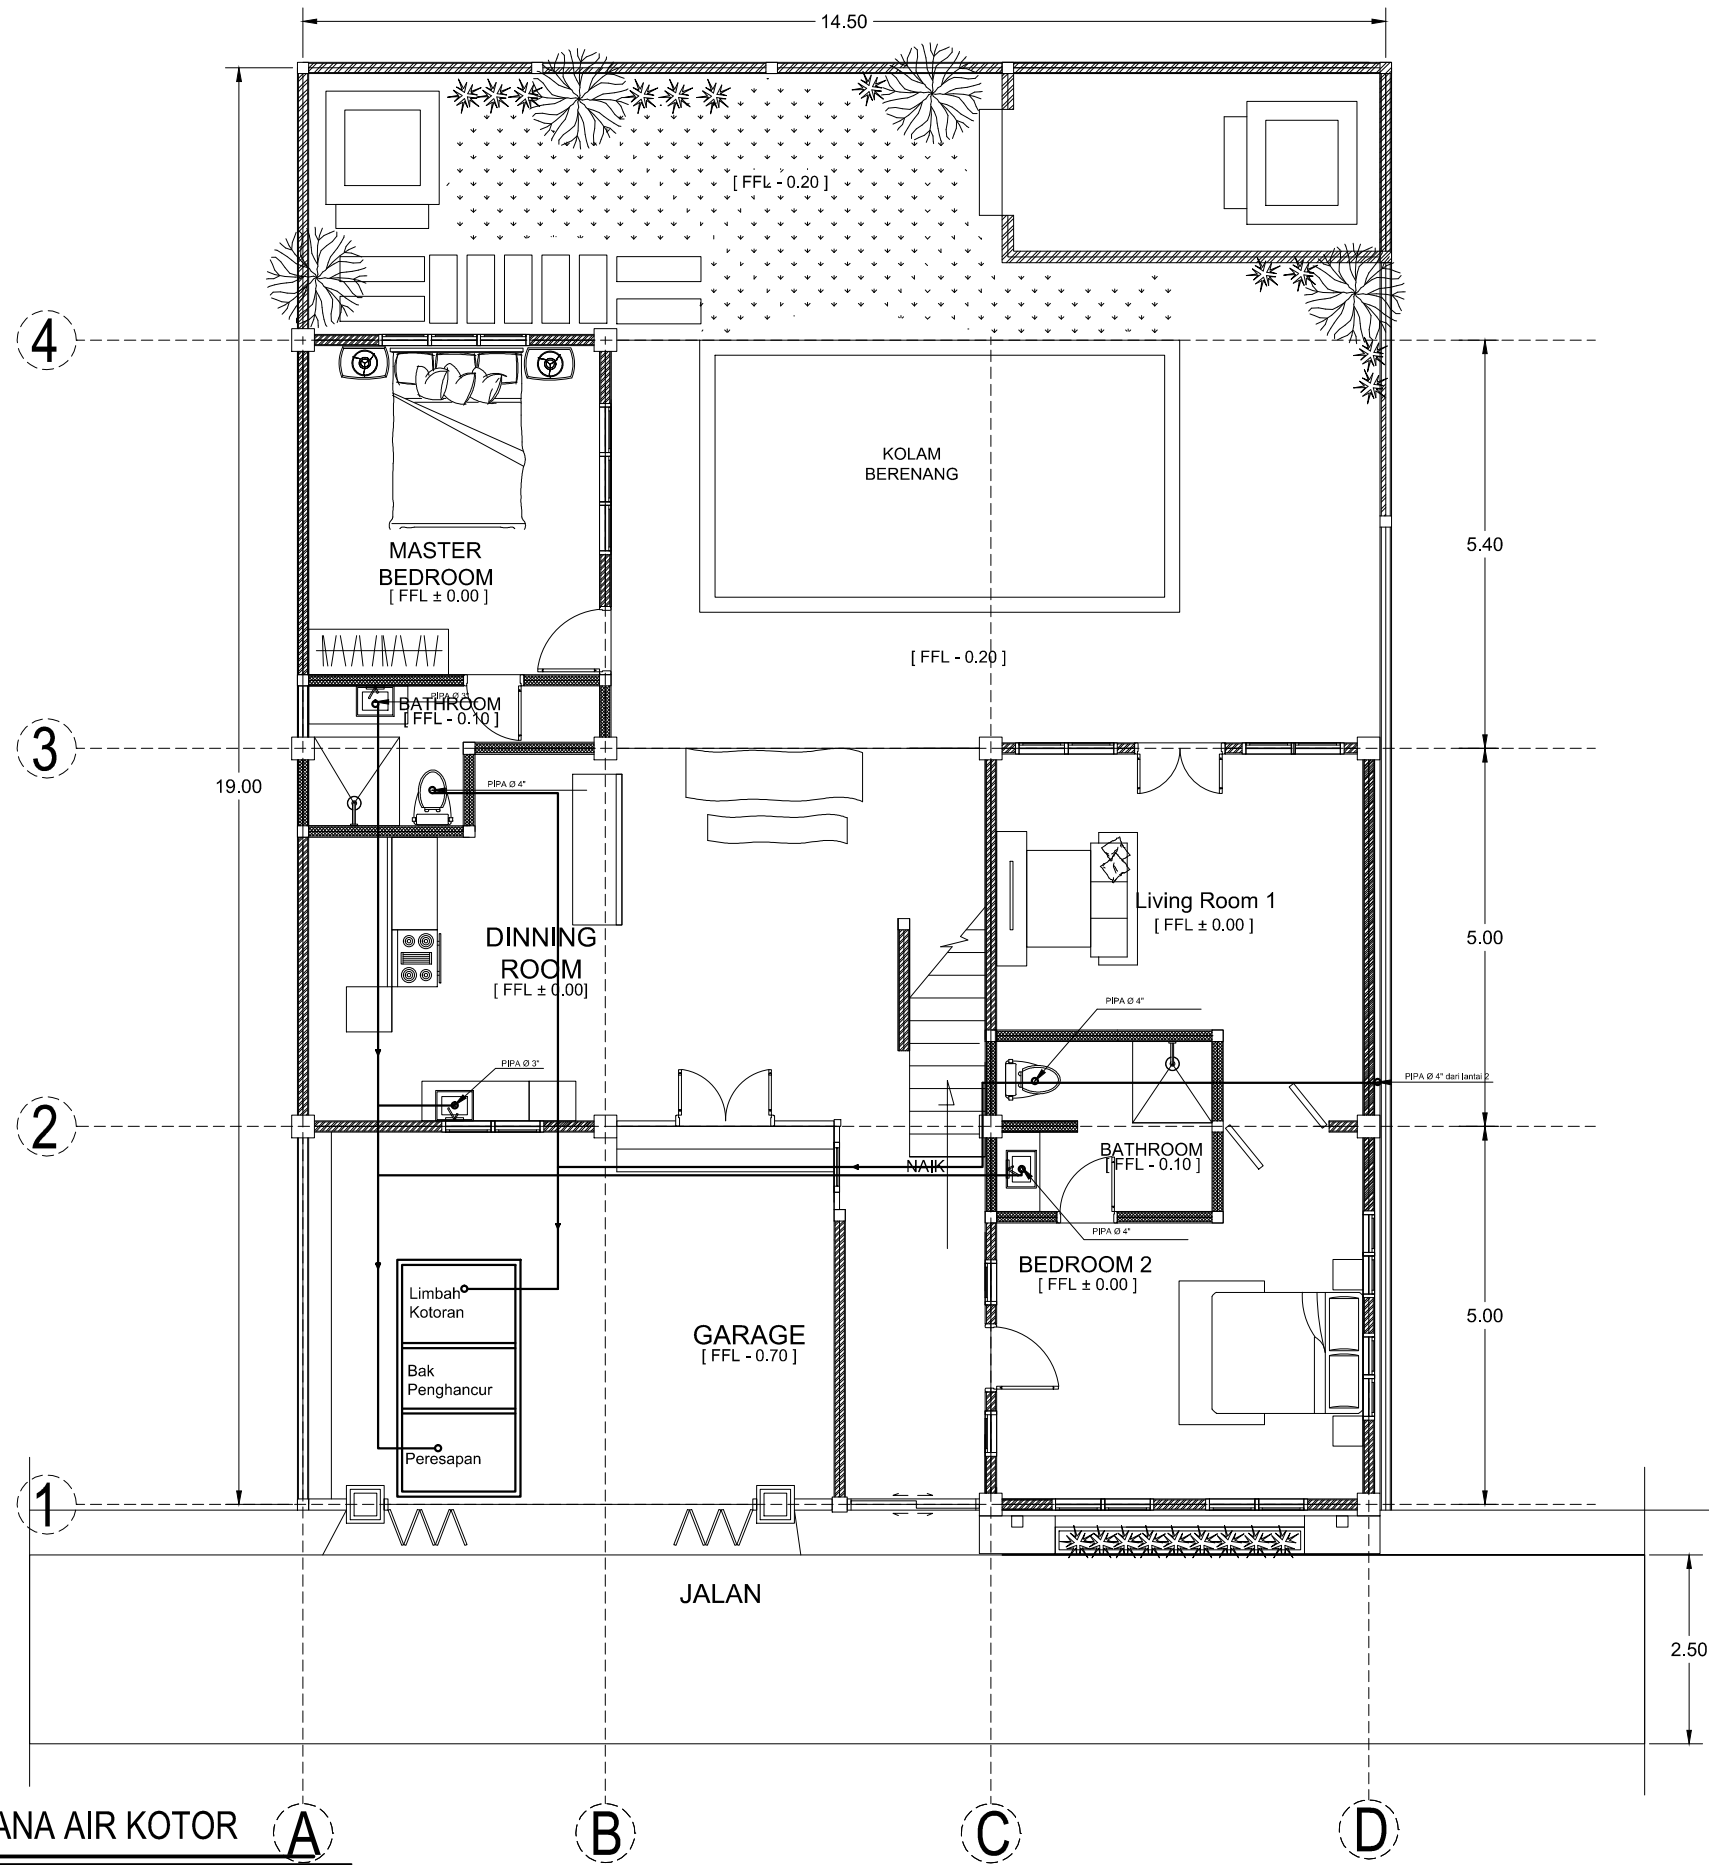 14.50
[ FFL - 0.20 ]
4
KOLAM
BERENANG
5.40
MASTER
BEDROOM
[ FFL ± 0.00 ]
[ FFL - 0.20 ]
PIPA Ø 3"
BATHROOM
[ FFL - 0.10 ]
3
19.00
PIPA Ø 4"
Living Room 1
[ FFL ± 0.00 ]
DINNING
ROOM
[ FFL ± 0.00]
5.00
PIPA Ø 4"
PIPA Ø 3"
PIPA Ø 4" dari lantai 2
2
BATHROOM
[ FFL - 0.10 ]
NAIK
PIPA Ø 4"
BEDROOM 2
[ FFL ± 0.00 ]
Limbah
Kotoran
5.00
GARAGE
[ FFL - 0.70 ]
Bak
Penghancur
Peresapan
1
JALAN
2.50
ANA AIR KOTOR
A
B
C
D